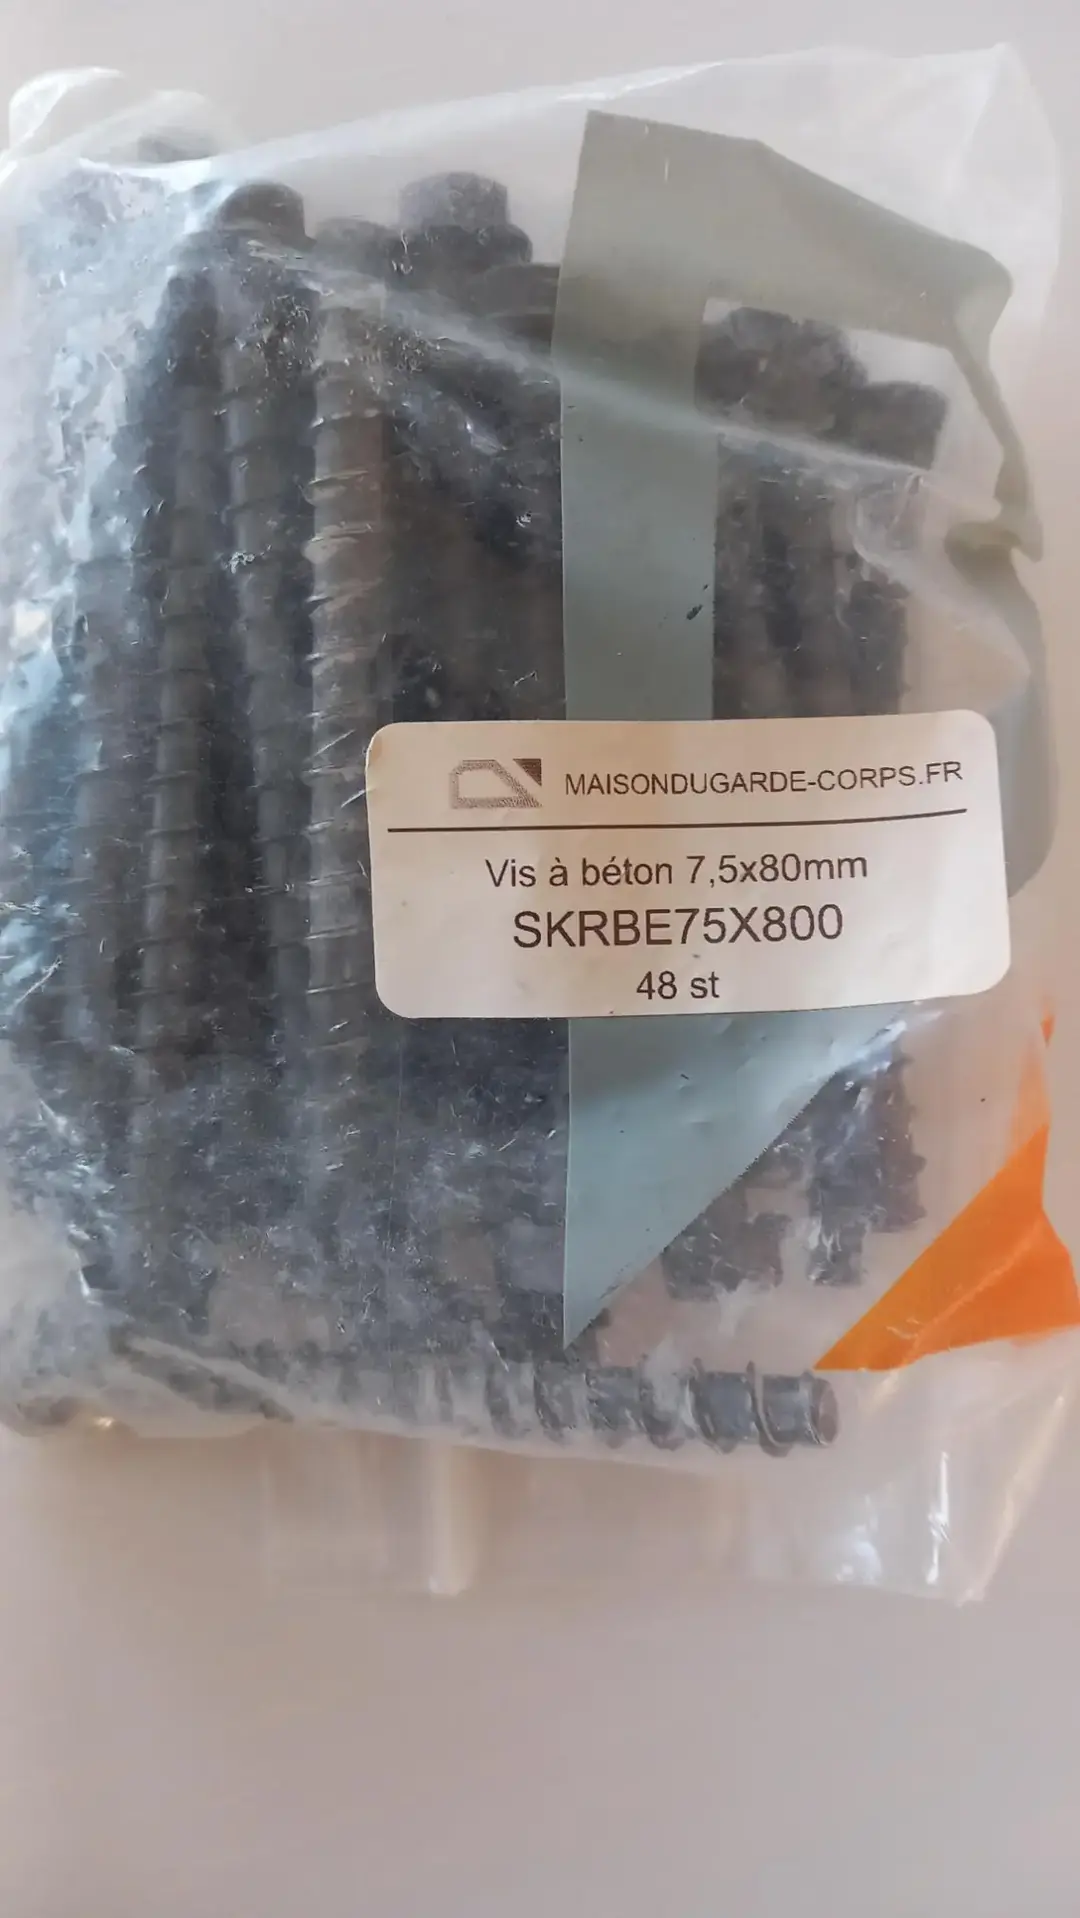 MAISONDUGARDE-CORPS.FR
Vis à béton 7,5x80mm
SKRBE75X800
48 st